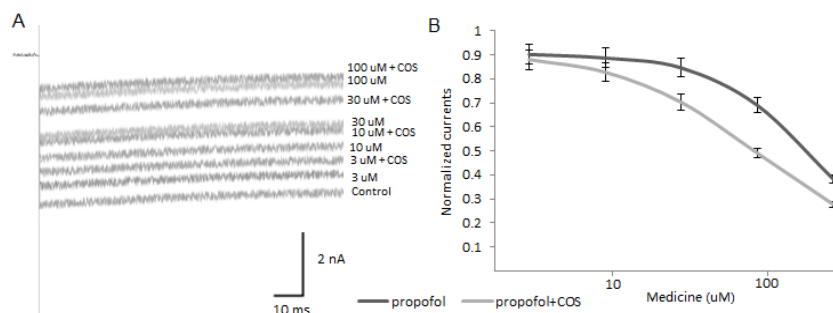 A
100 uM + COS
100 uM
30 uM + COS
30 uM
10 uM + COS
10 uM
3 uM + COS
3 uM
Control
2 nA
10 ms
B
Normalized currents
1
0.9
0.8
0.7
0.6
0.5
0.4
0.3
0.2
0.1
10
100
Medicine (uM)
propofol
propofol+COS